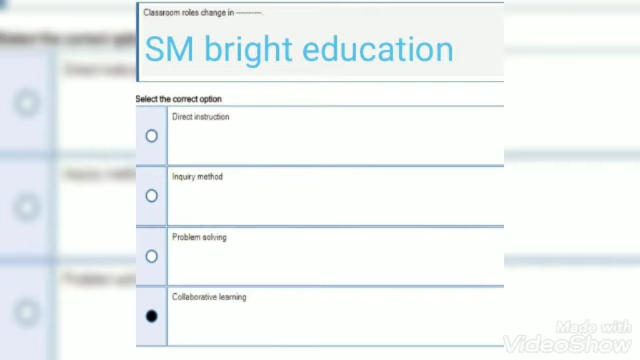 Classroom roles change in ----------.
SM bright education
Select the correct option
Direct instruction
Inquiry method
Problem solving
Collaborative learning
Made with
VideoShow